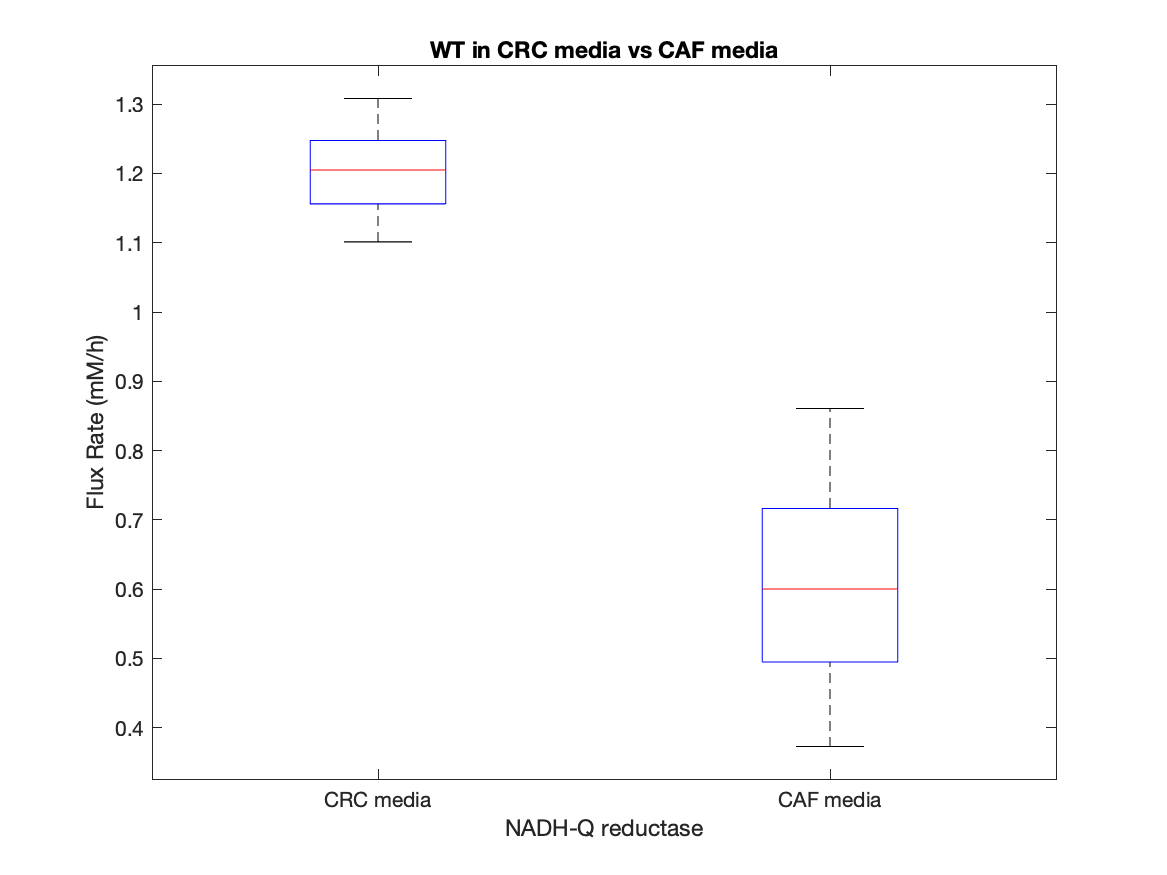 WT in CRC media vs CAF media
Flux Rate (mM/h)
1.3
1.2
1.1
1
0.9
0.8
0.7
0.6
0.5
0.4
CRC media
CAF media
NADH-Q reductase